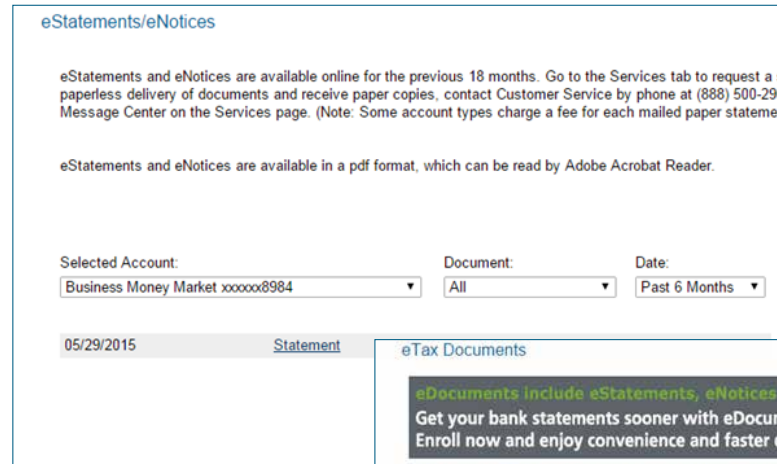 eStatements/eNotices
eStatements and eNotices are available online for the previous 18 months. Go to the Services tab to request a
paperless delivery of documents and receive paper copies, contact Customer Service by phone at (888) 500-29
Message Center on the Services page. (Note: Some account types charge a fee for each mailed paper stateme
eStatements and eNotices are available in a pdf format, which can be read by Adobe Acrobat Reader.
Selected Account: Document: Date:
Business Money Market xxxxxx8984 All Past 6 Months
05/29/2015 Statement
eTax Documents
eDocuments include eStatements, eNotices
Get your bank statements sooner with eDocu
Enroll now and enjoy convenience and faster